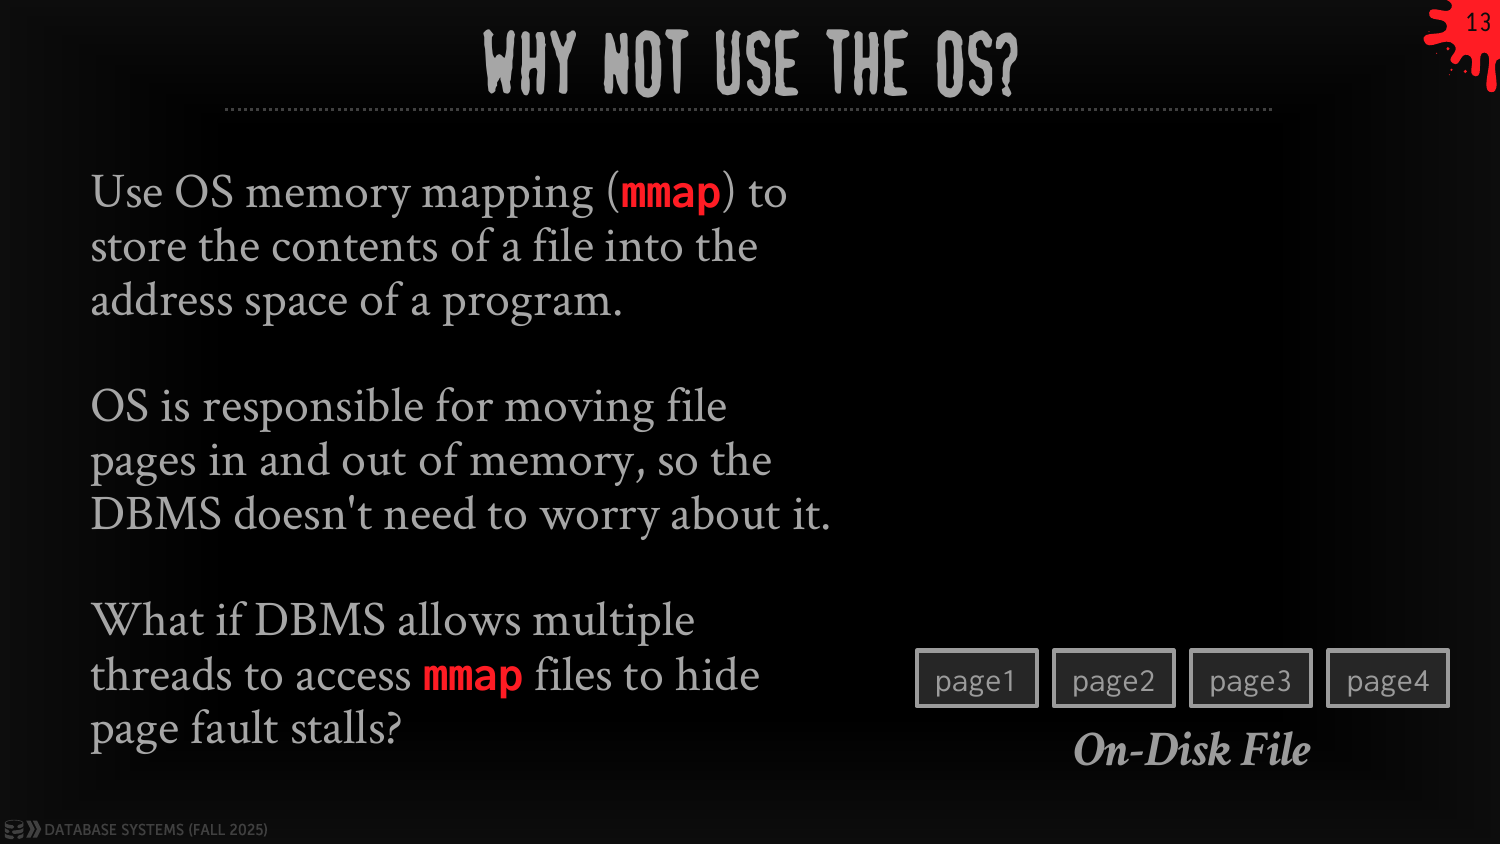 13
WHY NOT USE THE OS?
Use OS memory mapping (mmap) to
store the contents of a file into the
address space of a program.
OS is responsible for moving file
pages in and out of memory, so the
DBMS doesn't need to worry about it.
What if DBMS allows multiple
threads to access mmap files to hide
page fault stalls?
page1 page2 page3 page4
On-Disk File
DATABASE SYSTEMS (FALL 2025)